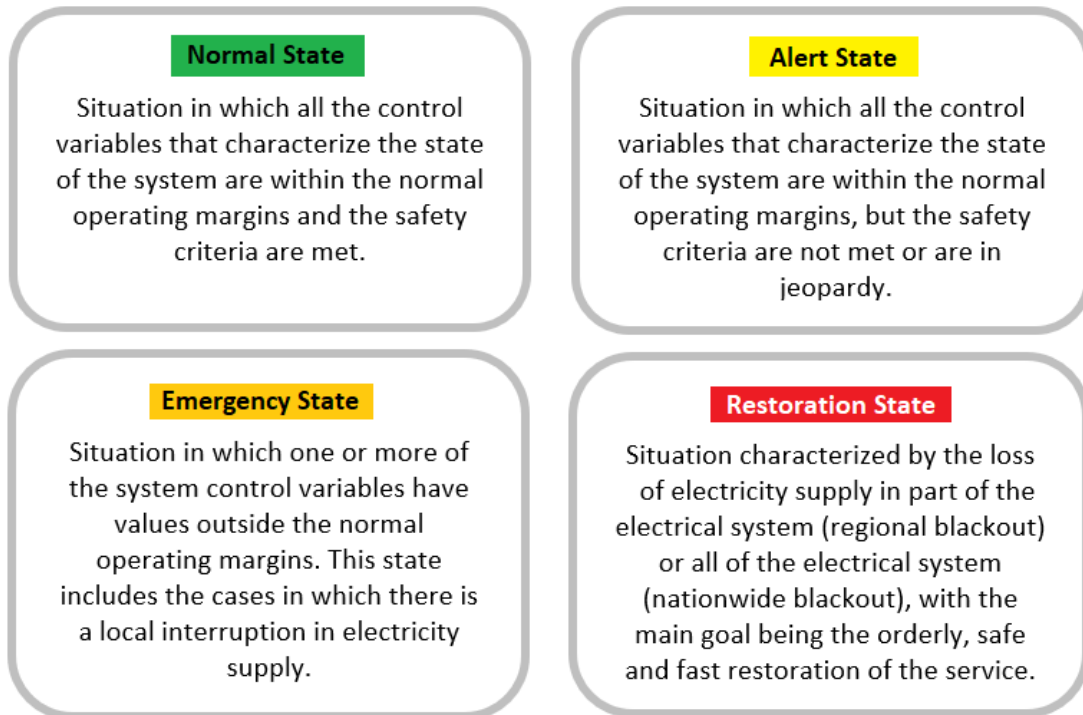 Normal State
Situation in which all the control
variables that characterize the state
of the system are within the normal
operating margins and the safety
criteria are met.
Alert State
Situation in which all the control
variables that characterize the state
of the system are within the normal
operating margins, but the safety
criteria are not met or are in
jeopardy.
Emergency State
Situation in which one or more of
the system control variables have
values outside the normal
operating margins. This state
includes the cases in which there is
a local interruption in electricity
supply.
Restoration State
Situation characterized by the loss
of electricity supply in part of the
electrical system (regional blackout)
or all of the electrical system
(nationwide blackout), with the
main goal being the orderly, safe
and fast restoration of the service.